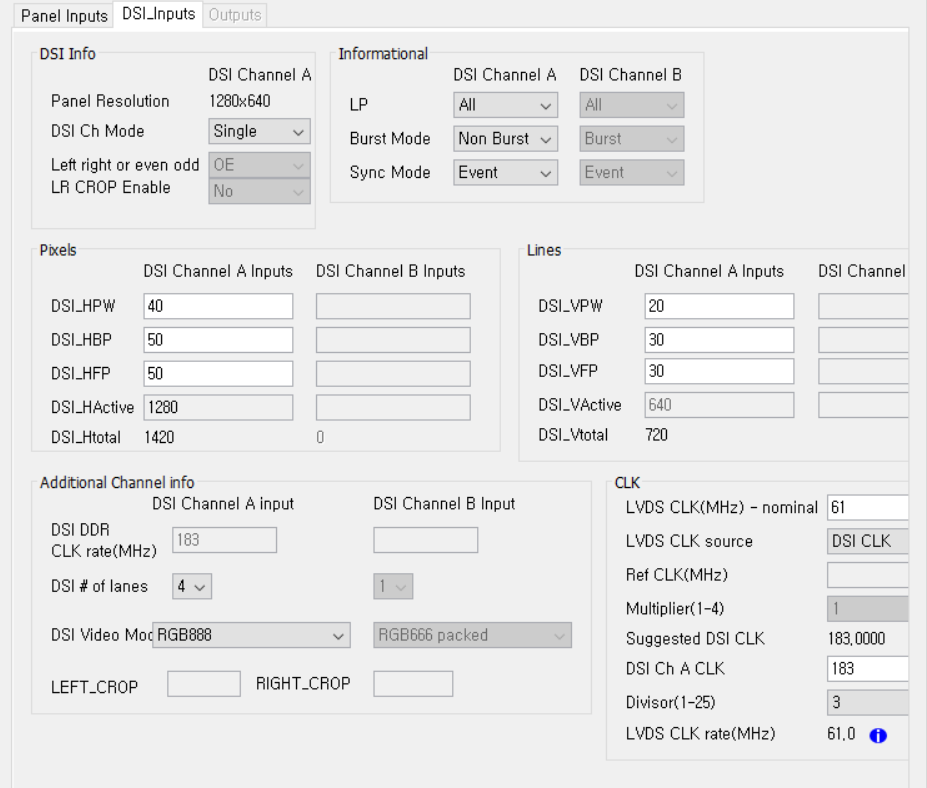 Panel Inputs DSI_Inputs Outputs
DSI Info
DSI Channel A
Panel Resolution 1280x640
DSI Ch Mode Single
Left right or even odd OE
LR CROP Enable No
Informational
DSI Channel A DSI Channel B
LP All All
Burst Mode Non Burst Burst
Sync Mode Event Event
Pixels
DSI Channel A Inputs DSI Channel B Inputs
DSI_HPW 40
DSI_HBP 50
DSI_HFP 50
DSI_HActive 1280
DSI_Htotal 1420 0
Lines
DSI Channel A Inputs DSI Channel
DSI_VPW 20
DSI_VBP 30
DSI_VFP 30
DSI_VActive 640
DSI_Vtotal 720
Additional Channel info
DSI Channel A input DSI Channel B Input
DSI DDR
CLK rate(MHz) 183
DSI # of lanes 4 1
DSI Video Moc RGB888 RGB666 packed
LEFT_CROP RIGHT_CROP
CLK
LVDS CLK(MHz) - nominal 61
LVDS CLK source DSI CLK
Ref CLK(MHz)
Multiplier(1-4) 1
Suggested DSI CLK 183,0000
DSI Ch A CLK 183
Divisor(1-25) 3
LVDS CLK rate(MHz) 61,0 i